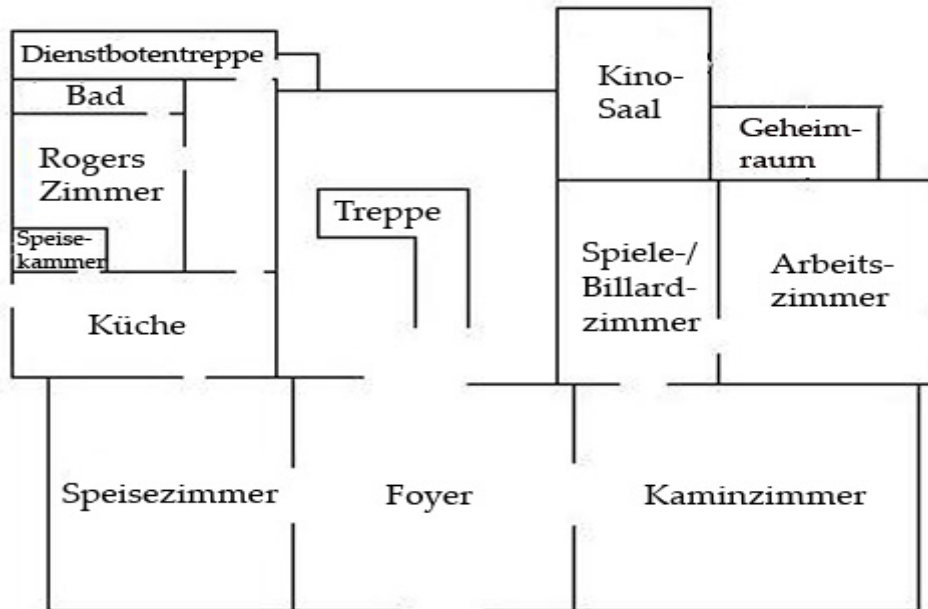 Dienstbotentreppe
Bad
Rogers
Zimmer
Speise-
kammer
Küche
Treppe
Kino-
Saal
Geheim-
raum
Spiele-/
Billard-
zimmer
Arbeits-
zimmer
Speisezimmer
Foyer
Kaminzimmer